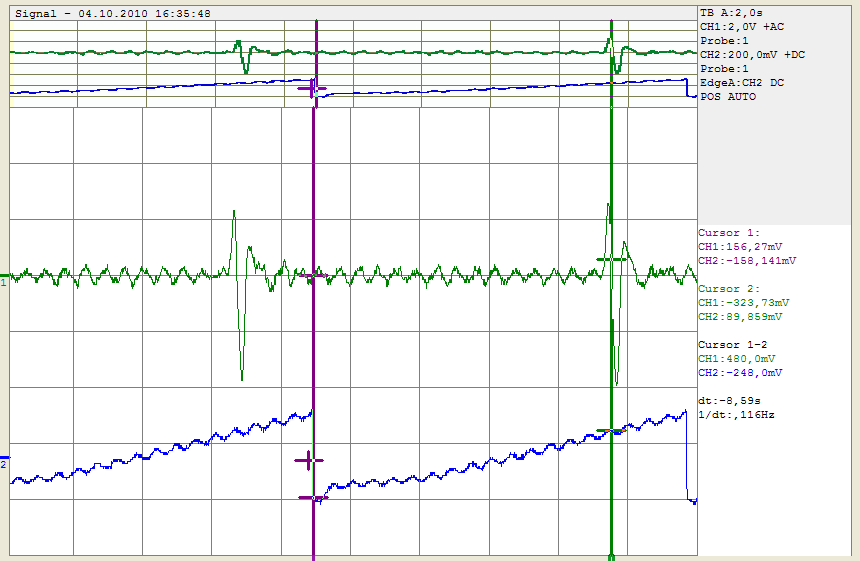 Signal - 04.10.2010 16:35:48
TB A:2,0s
CH1:2,0V +AC
Probe:1
CH2:200,0mV +DC
Probe:1
EdgeA:CH2 DC
POS AUTO
1
2
Cursor 1:
CH1:156,27mV
CH2:-158,141mV
Cursor 2:
CH1:-323,73mV
CH2:89,859mV
Cursor 1-2
CH1:480,0mV
CH2:-248,0mV
dt:-8,59s
1/dt:,116Hz